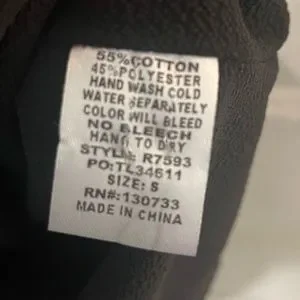 55%COTTON
45%POLYESTER
HAND WASH COLD
WATER SEPARATELY
COLOR WILL BLEED
NO BLEECH
HANG TO DRY
STYLE#: R7593
PO:TL34611
SIZE: S
RN#:130733
MADE IN CHINA